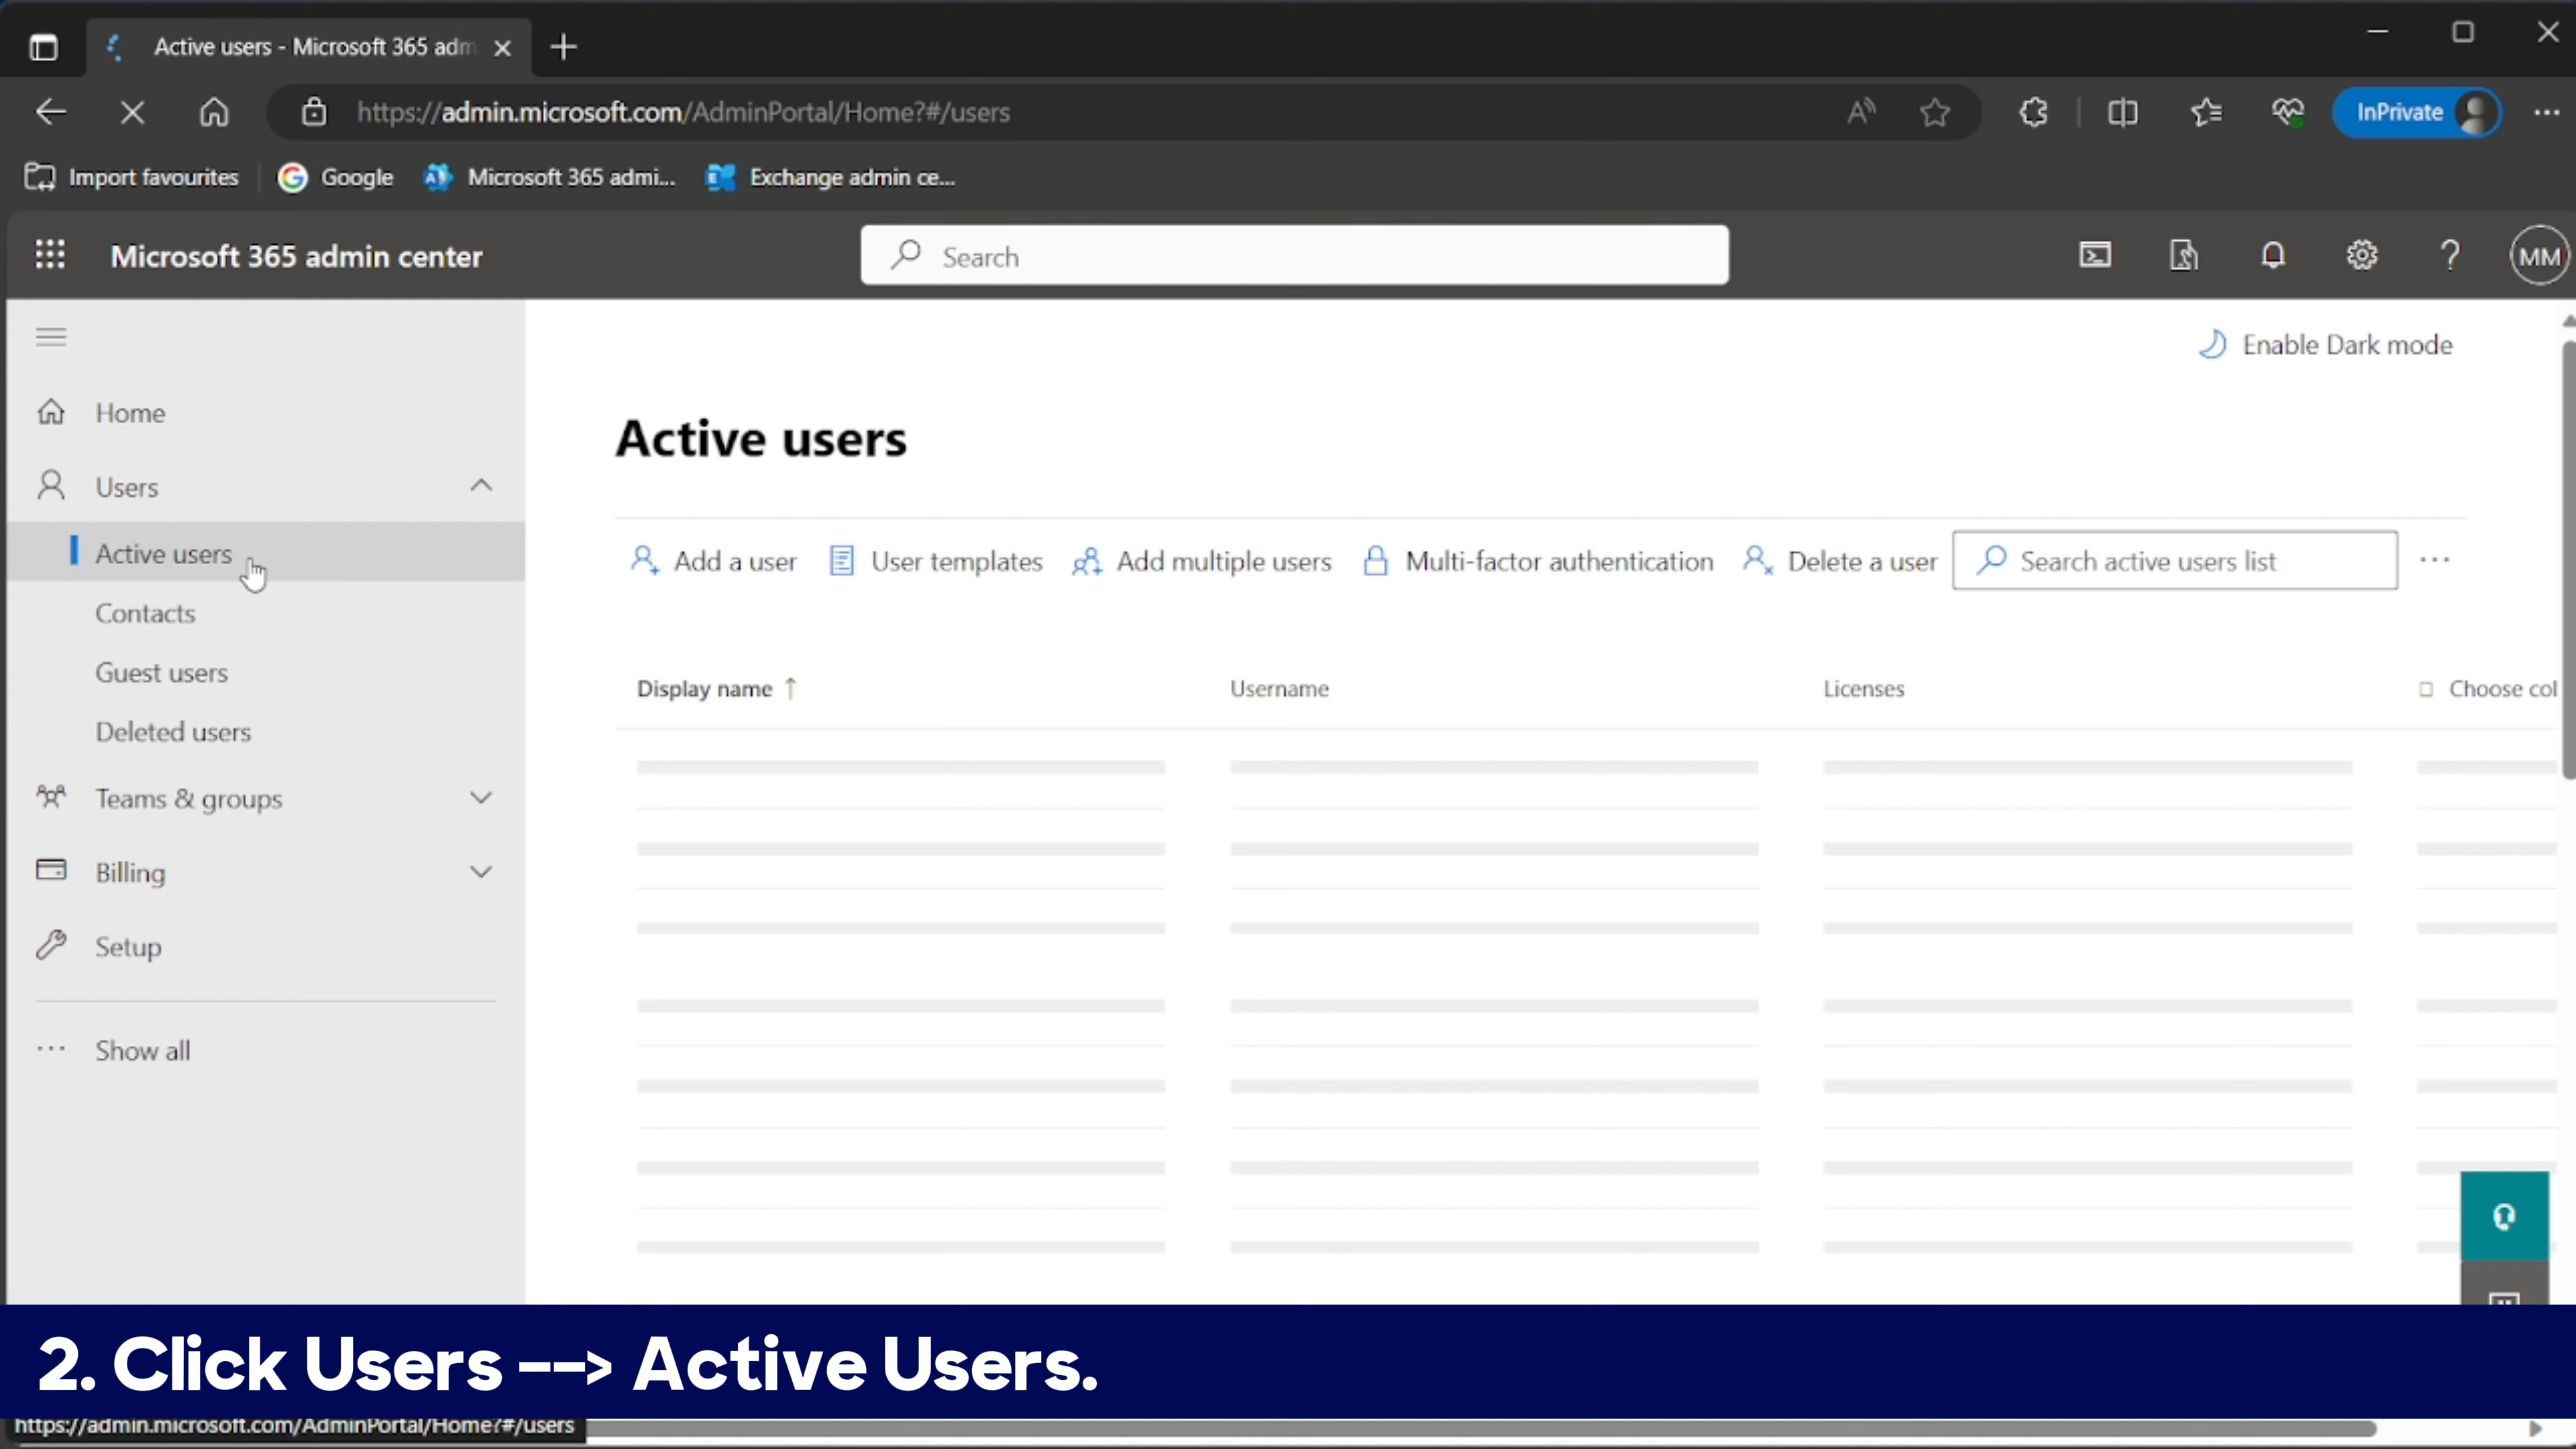 Active users - Microsoft 365 adm
https://admin.microsoft.com/AdminPortal/Home?#/users
InPrivate
Import favourites
Google
Microsoft 365 admi...
Exchange admin ce...
Microsoft 365 admin center
Search
MM
Enable Dark mode
Home
Users
Active users
Contacts
Guest users
Deleted users
Teams & groups
Billing
Setup
Show all
Active users
Add a user
User templates
Add multiple users
Multi-factor authentication
Delete a user
Search active users list
Display name ↑
Username
Licenses
Choose col
2. Click Users --> Active Users.
https://admin.microsoft.com/AdminPortal/Home?#/users